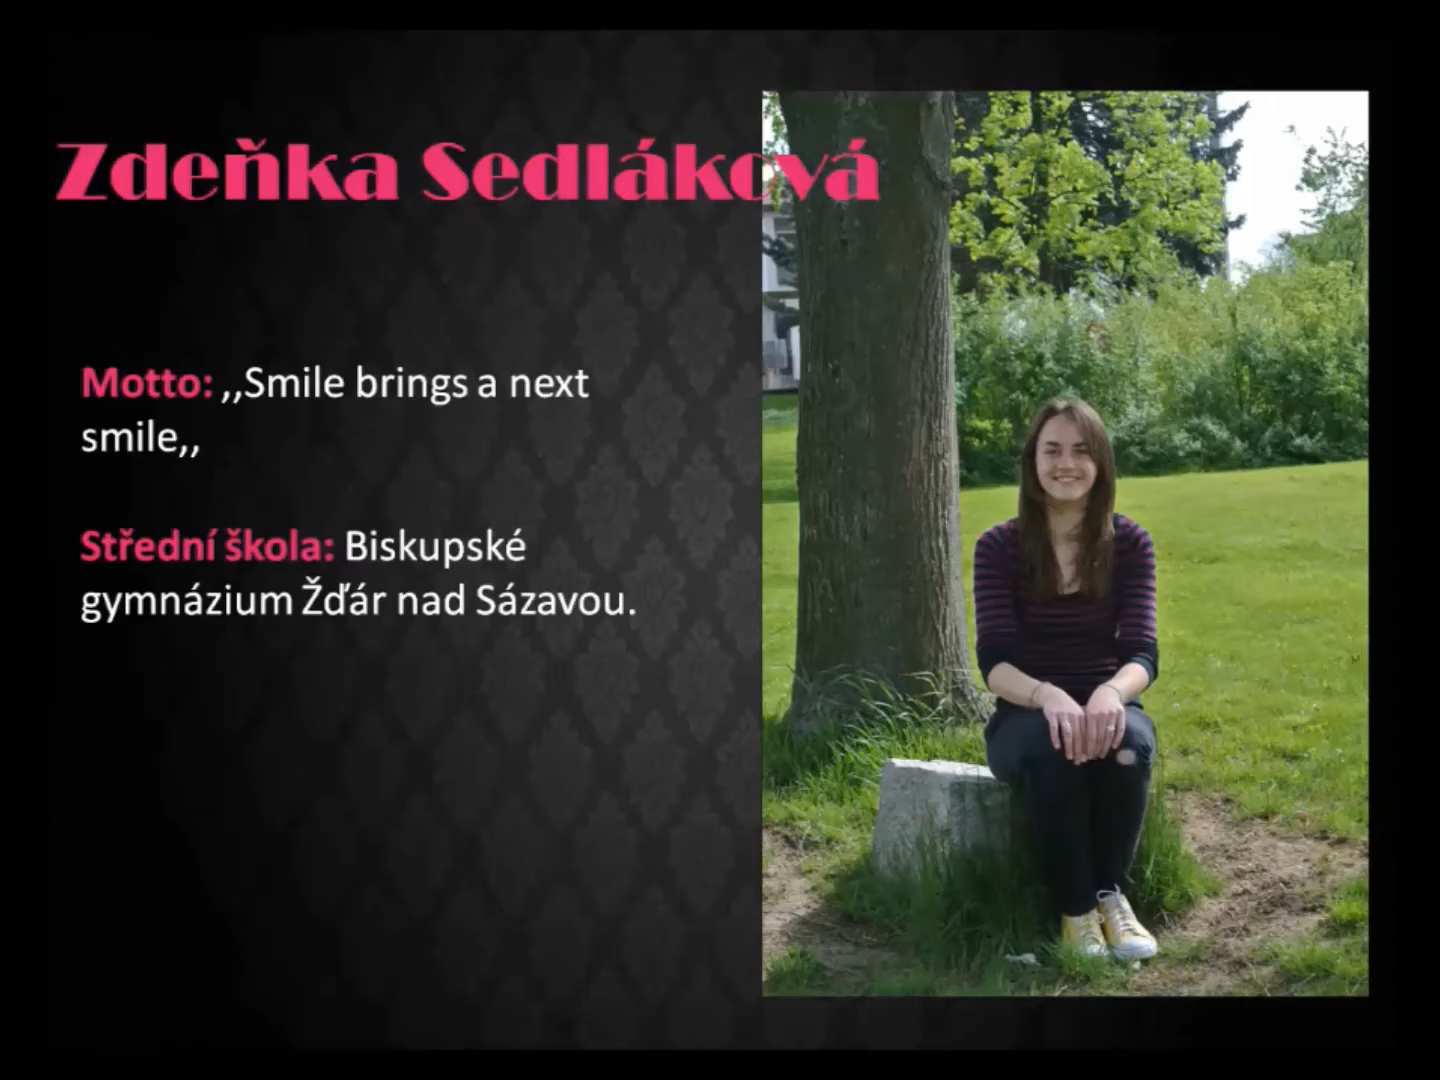 Zdeňka Sedláková
Motto: ,,Smile brings a next
smile,,
Střední škola: Biskupské
gymnázium Žďár nad Sázavou.